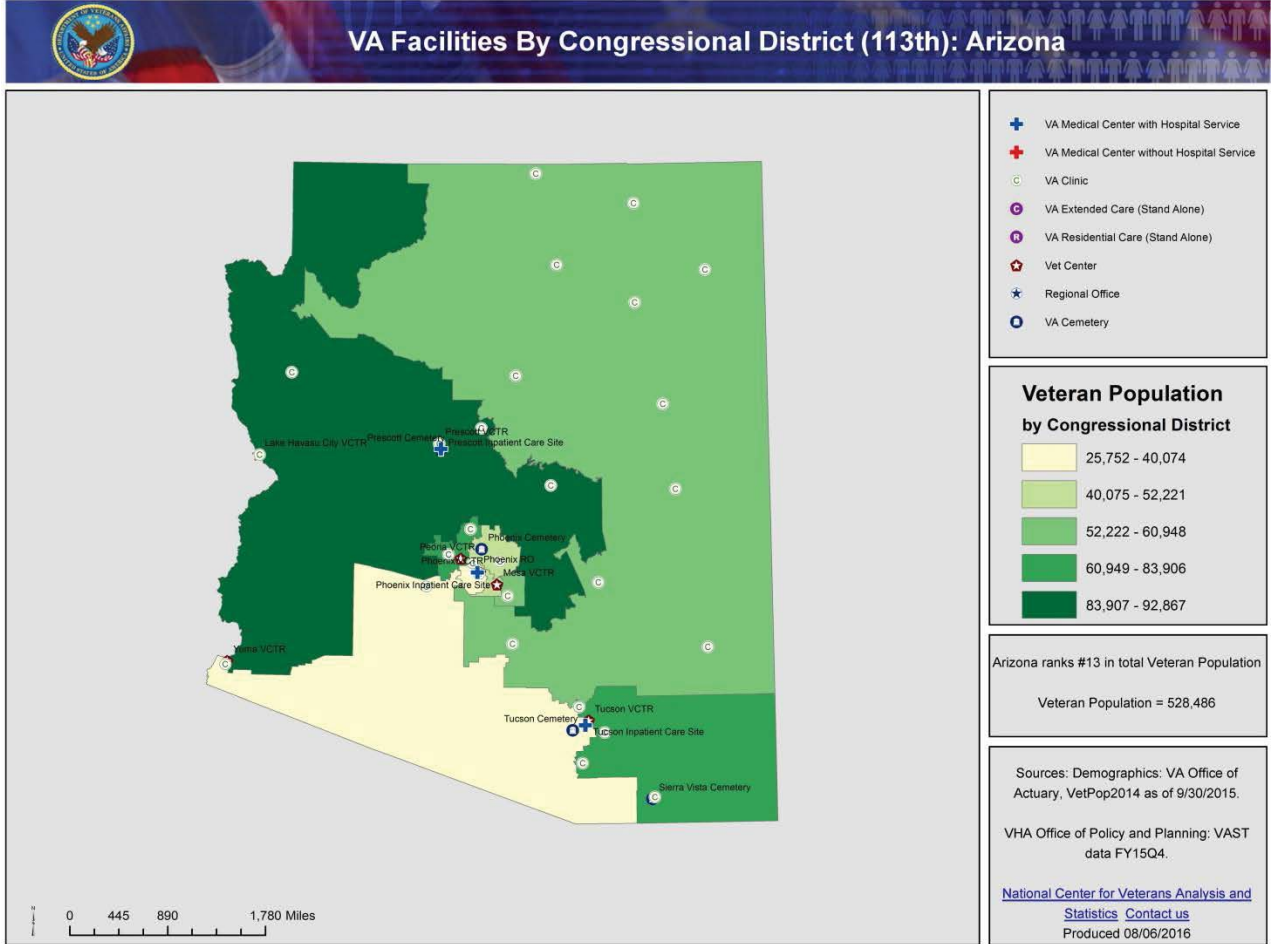 VA Facilities By Congressional District (113th): Arizona
VA Medical Center with Hospital Service
VA Medical Center without Hospital Service
C VA Clinic
C VA Extended Care (Stand Alone)
R VA Residential Care (Stand Alone)
Vet Center
Regional Office
VA Cemetery
Veteran Population
by Congressional District
25,752 - 40,074
40,075 - 52,221
52,222 - 60,948
60,949 - 83,906
83,907 - 92,867
Arizona ranks #13 in total Veteran Population
Veteran Population = 528,486
Sources: Demographics: VA Office of
Actuary, VetPop2014 as of 9/30/2015.
VHA Office of Policy and Planning: VAST
data FY15Q4.
National Center for Veterans Analysis and
Statistics Contact us
Produced 08/06/2016
C
C
C
C
C
C
C
C
Prescott VCTR
Lake Havasu City VCTR
Prescott Cemetery
Prescott Inpatient Care Site
C
C
C
C
C
Phoenix Cemetery
Peoria VCTR
C
Phoenix VCTR
Phoenix RO
Mesa VCTR
Phoenix Inpatient Care Site
C
C
C
C
Yuma VCTR
C
C
Tucson VCTR
Tucson Cemetery
Tucson Inpatient Care Site
C
C
Sierra Vista Cemetery
C
0 445 890 1,780 Miles